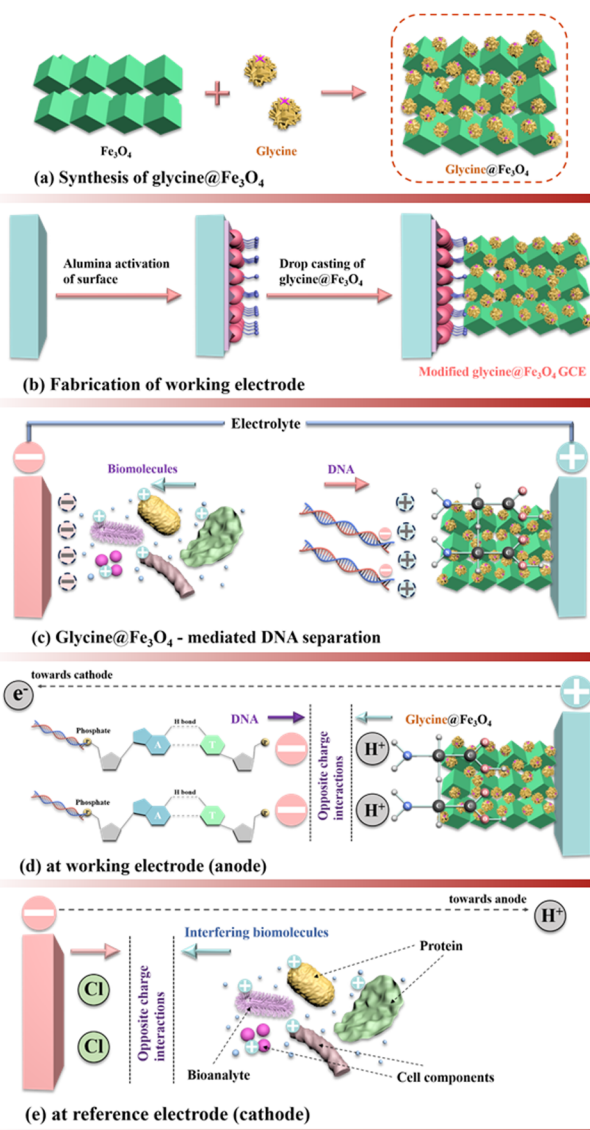 Fe₃O₄
Glycine
Glycine@Fe₃O₄
(a) Synthesis of glycine@Fe₃O₄
Alumina activation
of surface
Drop casting of
glycine@Fe₃O₄
Modified glycine@Fe₃O₄ GCE
(b) Fabrication of working electrode
Electrolyte
Biomolecules
DNA
(c) Glycine@Fe₃O₄ - mediated DNA separation
towards cathode
e⁻
Phosphate
H bond
A
T
DNA
Opposite charge
interactions
Glycine@Fe₃O₄
H⁺
Phosphate
H bond
A
T
H⁺
(d) at working electrode (anode)
towards anode
H⁺
Interfering biomolecules
Protein
Cl
Cl
Opposite charge
interactions
Bioanalyte
Cell components
(e) at reference electrode (cathode)